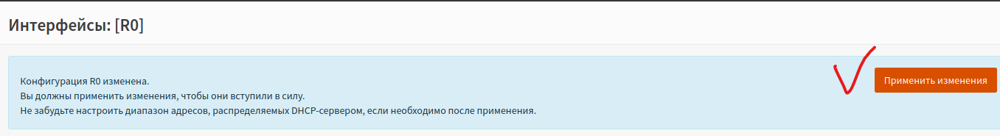 Интерфейсы: [R0]
Конфигурация R0 изменена.
Применить изменения
Вы должны применить изменения, чтобы они вступили в силу.
Не забудьте настроить диапазон адресов, распределяемых DHCP-сервером, если необходимо после применения.